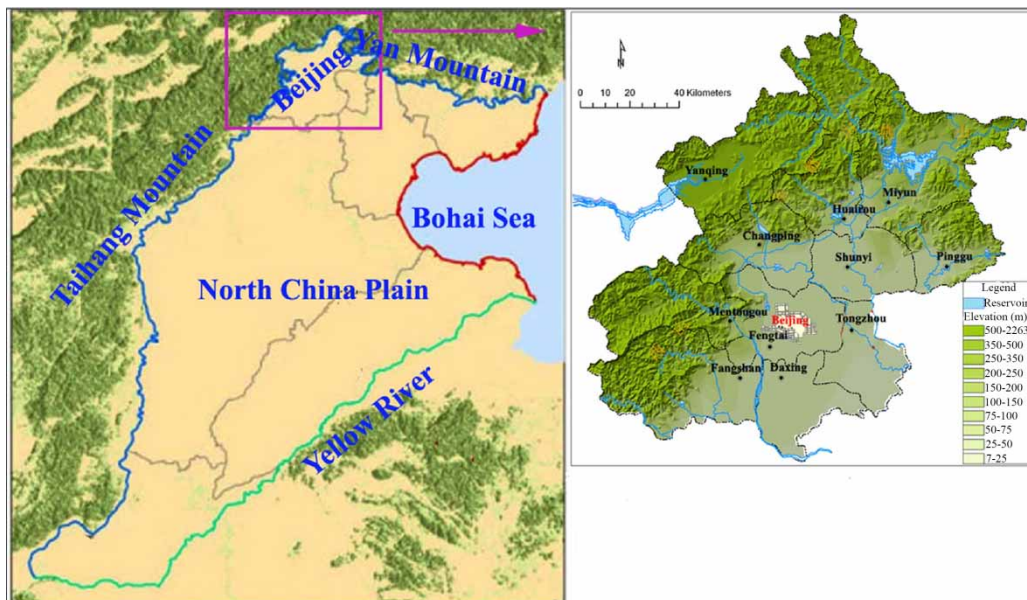 Beijing
Yan Mountain
Taihang Mountain
Bohai Sea
North China Plain
Yellow River
N
0 20 40 Kilometers
Yanqing
Miyun
Huairou
Changping
Shunyi
Pinggu
Mentougou
Beijing
Tongzhou
Fengtai
Fangshan
Daxing
Legend
Reservoir
Elevation (m)
500-2263
350-500
250-350
200-250
150-200
100-150
75-100
50-75
25-50
7-25